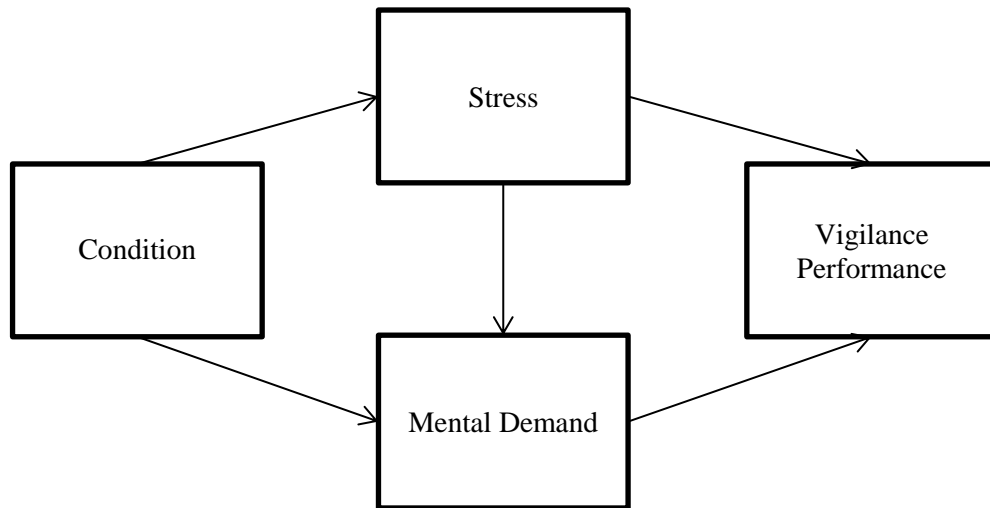 Stress
Condition
Vigilance
Performance
Mental Demand